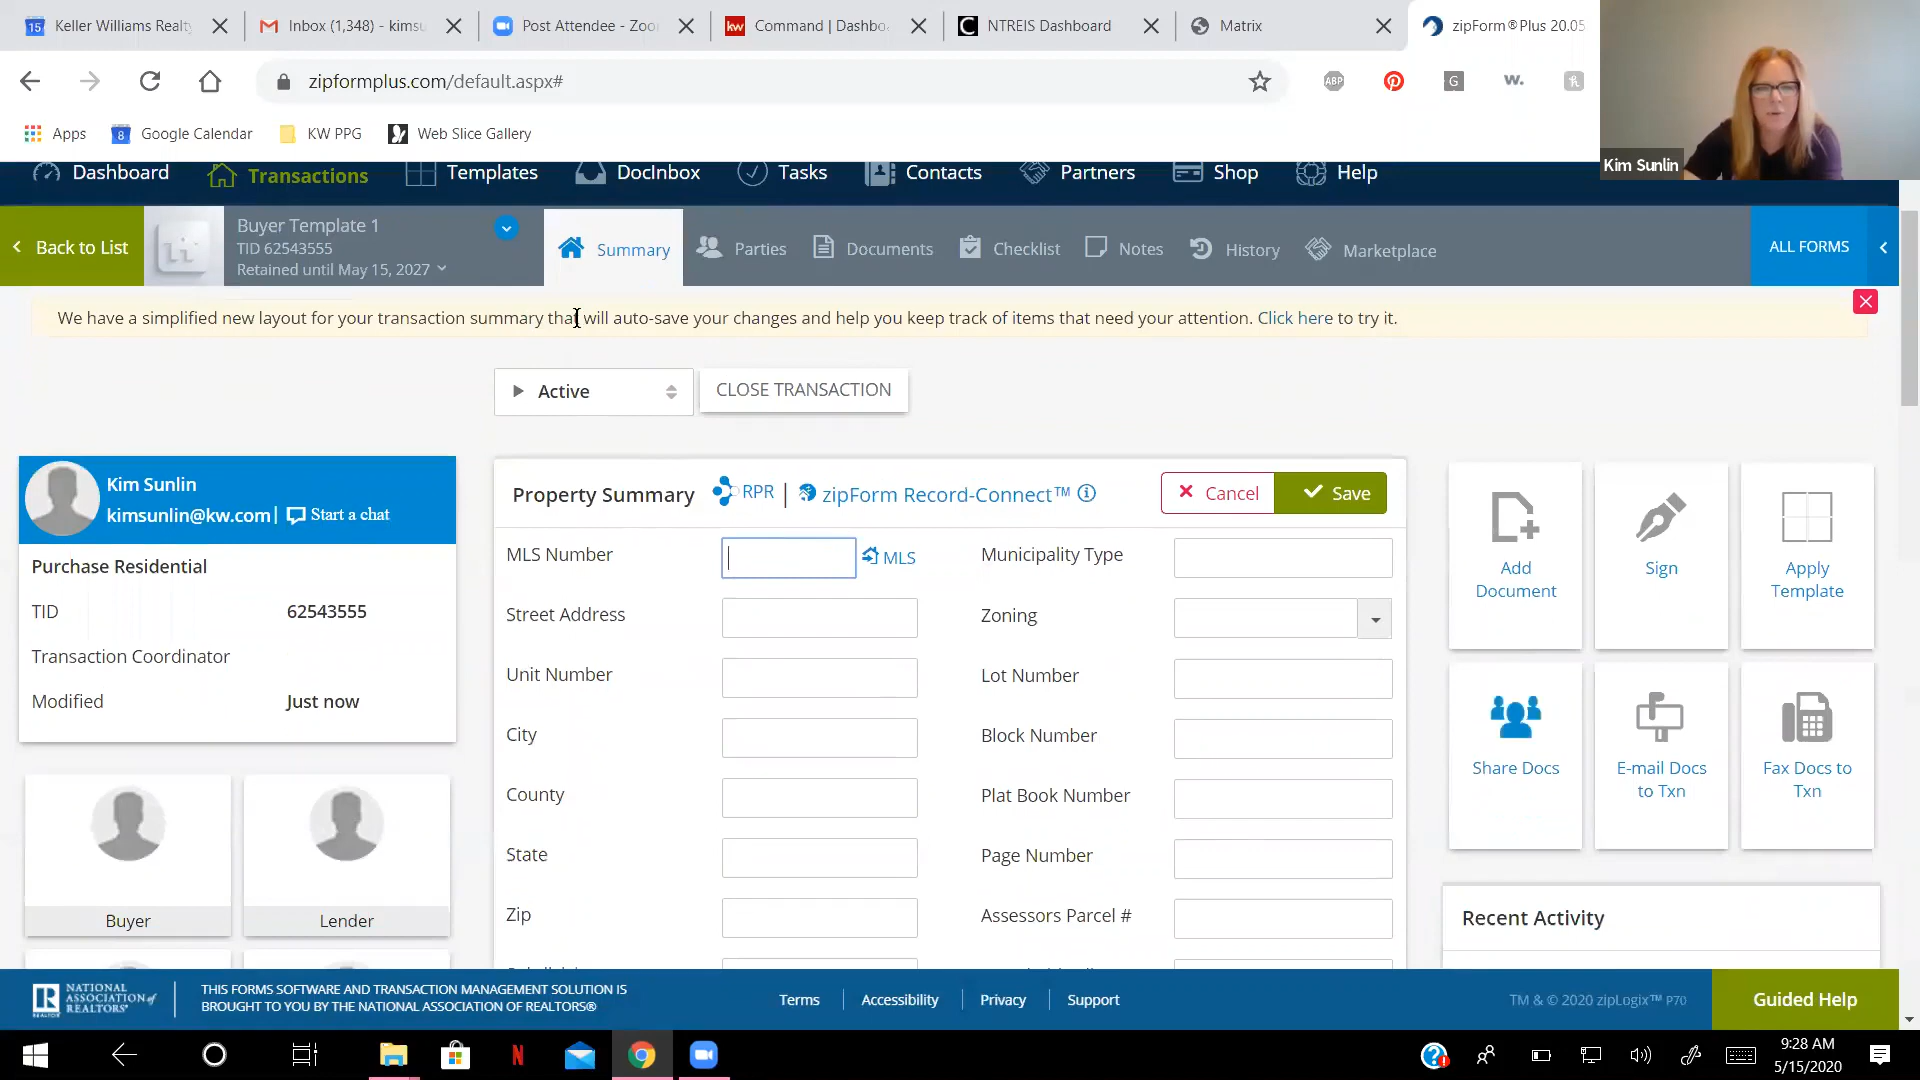 15 Keller Williams Realty
Inbox (1,348) - kimsu
Post Attendee - Zoo
kw Command | Dashbo
NTREIS Dashboard
Matrix
zipForm®Plus 20.05
zipformplus.com/default.aspx#
ABP
G
w.
Apps
8 Google Calendar
KW PPG
Web Slice Gallery
Kim Sunlin
Dashboard
Transactions
Templates
DocInbox
Tasks
Contacts
Partners
Shop
Help
Back to List
Buyer Template 1
TID 62543555
Retained until May 15, 2027
Summary
Parties
Documents
Checklist
Notes
History
Marketplace
ALL FORMS
We have a simplified new layout for your transaction summary that will auto-save your changes and help you keep track of items that need your attention. Click here to try it.
Active
CLOSE TRANSACTION
Kim Sunlin
kimsunlin@kw.com | Start a chat
Purchase Residential
TID 62543555
Transaction Coordinator
Modified Just now
Buyer
Lender
Property Summary RPR | zipForm Record-Connect™
Cancel
Save
MLS Number
MLS
Municipality Type
Street Address
Zoning
Unit Number
Lot Number
City
Block Number
County
Plat Book Number
State
Page Number
Zip
Assessors Parcel #
Add Document
Sign
Apply Template
Share Docs
E-mail Docs to Txn
Fax Docs to Txn
Recent Activity
NATIONAL ASSOCIATION of REALTORS®
THIS FORMS SOFTWARE AND TRANSACTION MANAGEMENT SOLUTION IS
BROUGHT TO YOU BY THE NATIONAL ASSOCIATION OF REALTORS®
Terms
Accessibility
Privacy
Support
TM & © 2020 zipLogix™ P70
Guided Help
9:28 AM
5/15/2020